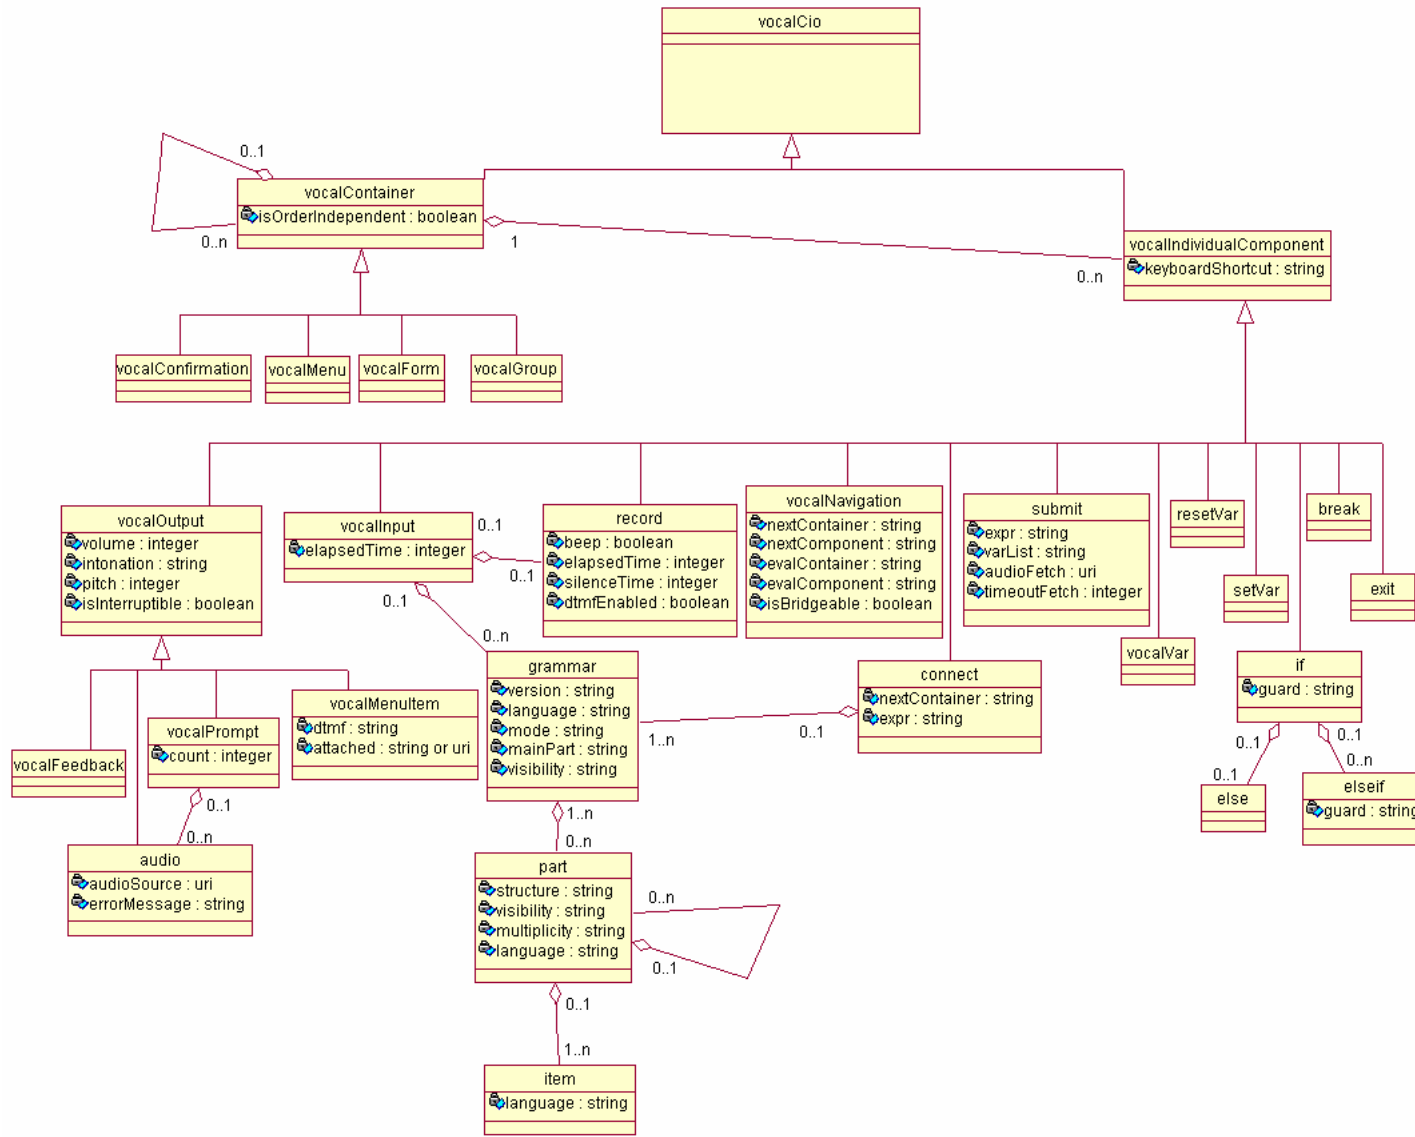 vocalCio
0..1
vocalContainer
isOrderIndependent : boolean
0..n
1
vocalIndividualComponent
keyboardShortcut : string
0..n
vocalConfirmation
vocalMenu
vocalForm
vocalGroup
vocalOutput
volume : integer
intonation : string
pitch : integer
isInterruptible : boolean
vocalInput
elapsedTime : integer
0..1
0..1
record
beep : boolean
elapsedTime : integer
silenceTime : integer
dtmfEnabled : boolean
vocalNavigation
nextContainer : string
nextComponent : string
evalContainer : string
evalComponent : string
isBridgeable : boolean
submit
expr : string
varList : string
audioFetch : uri
timeoutFetch : integer
resetVar
break
setVar
exit
vocalVar
0..1
0..n
grammar
version : string
language : string
mode : string
mainPart : string
visibility : string
1..n
0..1
connect
nextContainer : string
expr : string
if
guard : string
0..1
0..1
0..1
0..n
else
elseif
guard : string
vocalFeedback
vocalPrompt
count : integer
vocalMenuItem
dtmf : string
attached : string or uri
0..1
0..n
audio
audioSource : uri
errorMessage : string
1..n
0..n
part
structure : string
visibility : string
multiplicity : string
language : string
0..n
0..1
0..1
1..n
item
language : string